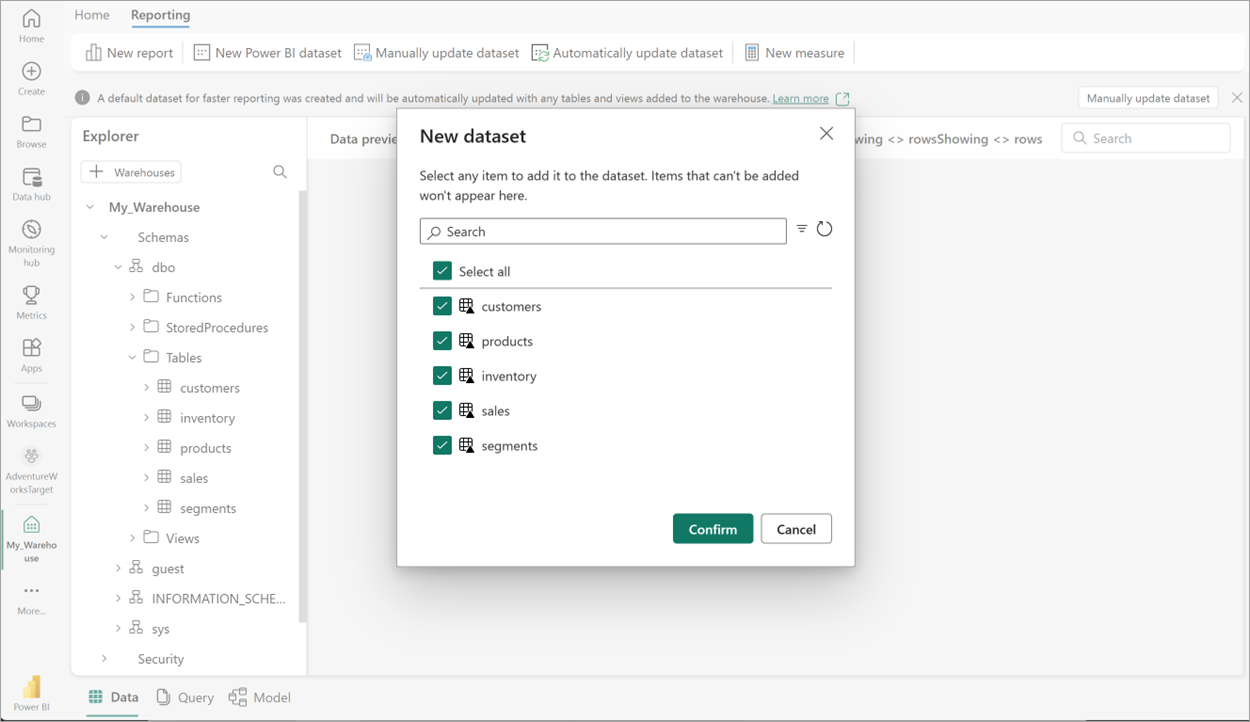 Home
Create
Browse
Data hub
Monitoring
hub
Metrics
Apps
Workspaces
AdventureW
orksTarget
My_Wareho
use
More...
Power BI
Home Reporting
New report New Power BI dataset Manually update dataset Automatically update dataset New measure
A default dataset for faster reporting was created and will be automatically updated with any tables and views added to the warehouse. Learn more Manually update dataset
Explorer
Warehouses
My_Warehouse
Schemas
dbo
Functions
StoredProcedures
Tables
customers
inventory
products
sales
segments
Views
guest
INFORMATION_SCHE...
sys
Security
Data previe
wing <> rowsShowing <> rows Search
New dataset
Select any item to add it to the dataset. Items that can't be added
won't appear here.
Search
Select all
customers
products
inventory
sales
segments
Confirm Cancel
Data Query Model